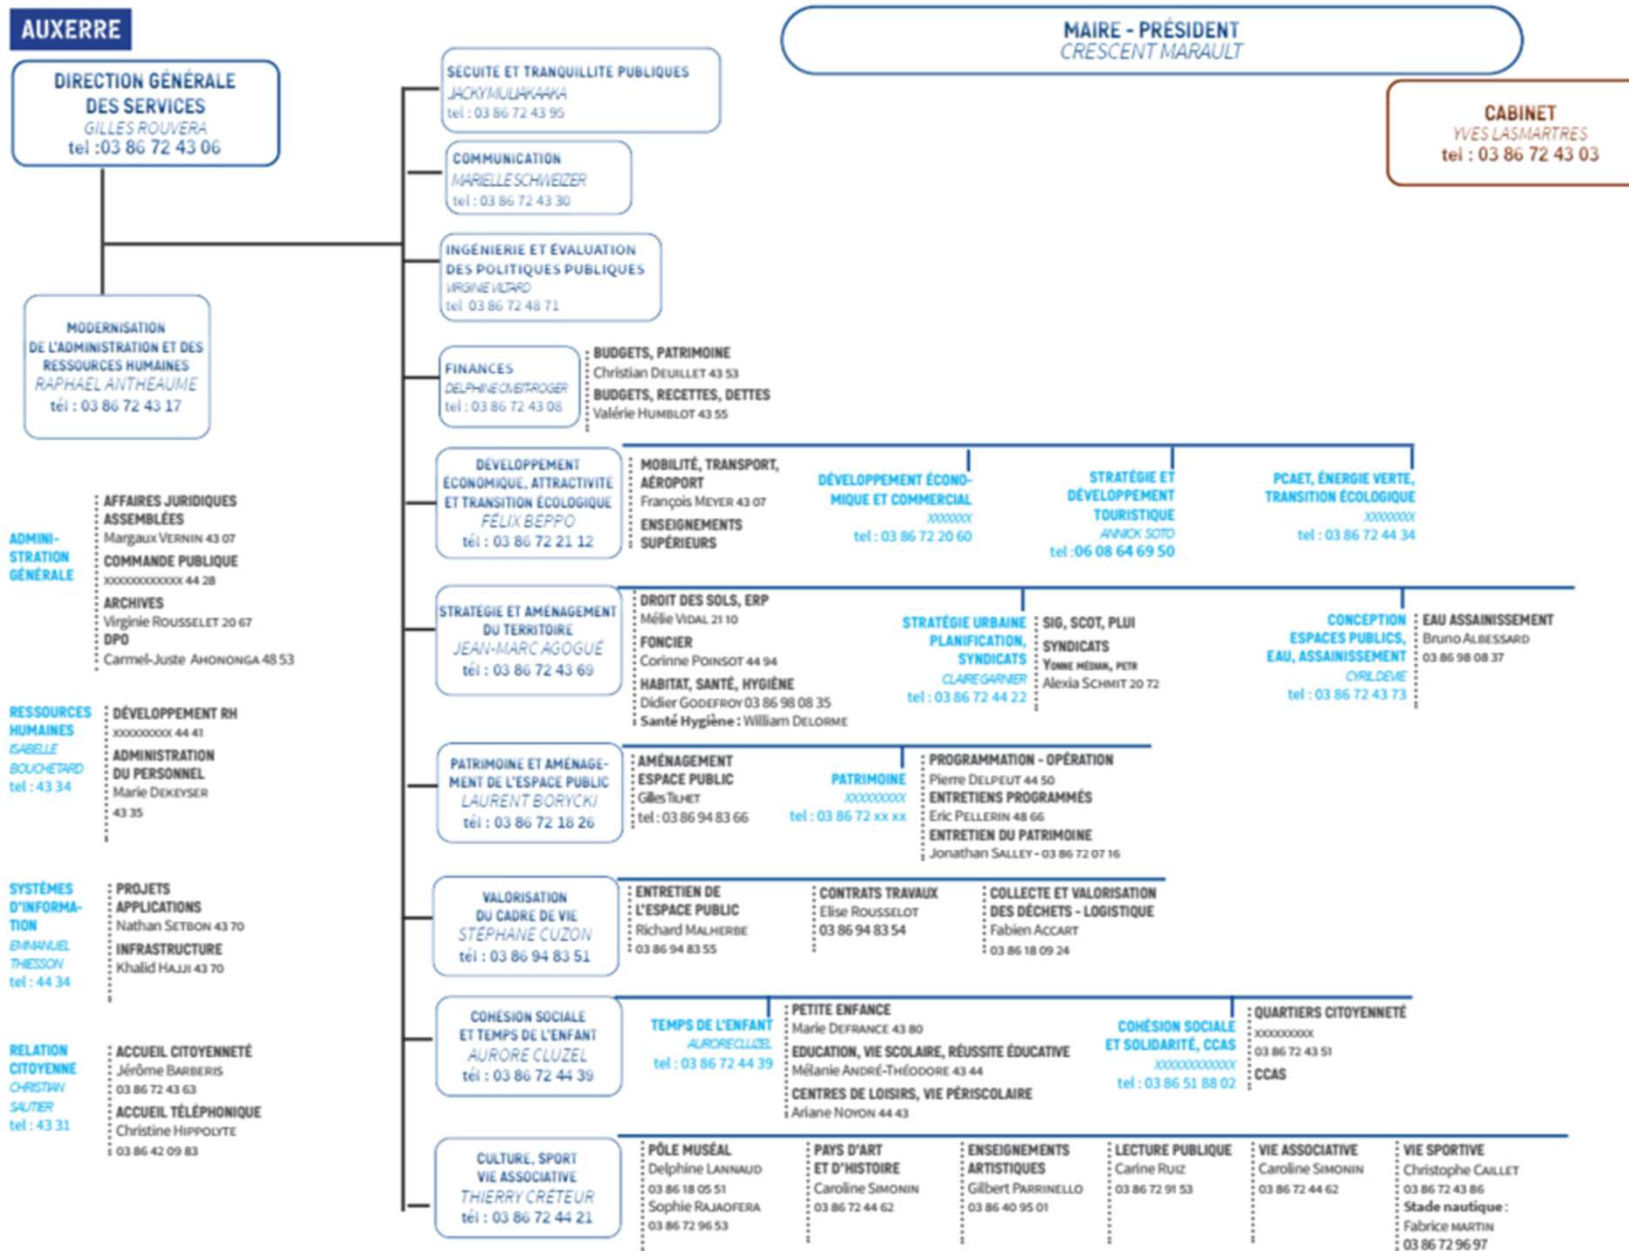 AUXERRE
MAIRE - PRÉSIDENT
CRESCENT MARAULT
DIRECTION GÉNÉRALE
DES SERVICES
GILLES ROUVERA
tel :03 86 72 43 06
CABINET
YVES LASMARTRES
tel : 03 86 72 43 03
MODERNISATION
DE L'ADMINISTRATION ET DES
RESSOURCES HUMAINES
RAPHAEL ANTHEAUME
tél : 03 86 72 43 17
ADMINI-
STRATION
GÉNÉRALE
AFFAIRES JURIDIQUES
ASSEMBLÉES
Margaux VERNIN 43 07
COMMANDE PUBLIQUE
xxxxxxxxxxxx 44 28
ARCHIVES
Virginie ROUSSELET 20 67
DPO
Carmel-Juste AHONONGA 48 53
RESSOURCES
HUMAINES
ISABELLE
BOUCHETARD
tel : 43 34
DÉVELOPPEMENT RH
xxxxxxxxx 44 41
ADMINISTRATION
DU PERSONNEL
Marie DEKEYSER
43 35
SYSTÈMES
D'INFORMA-
TION
EMMANUEL
THIESSON
tel : 44 34
PROJETS
APPLICATIONS
Nathan SETBON 43 70
INFRASTRUCTURE
Khalid HAJJI 43 70
RELATION
CITOYENNE
CHRISTIAN
SAUTIER
tel : 43 31
ACCUEIL CITOYENNETÉ
Jérôme BARBERIS
03 86 72 43 63
ACCUEIL TÉLÉPHONIQUE
Christine HIPPOLYTE
03 86 42 09 83
SÉCUITÉ ET TRANQUILLITÉ PUBLIQUES
JACKY MULIAKAAKA
tel : 03 86 72 43 95
COMMUNICATION
MARIELLE SCHWEIZER
tel : 03 86 72 43 30
INGÉNIERIE ET ÉVALUATION
DES POLITIQUES PUBLIQUES
VIRGINIE VILTARD
tel 03 86 72 48 71
FINANCES
DELPHINE
tel : 03 86 72 43 08
BUDGETS, PATRIMOINE
Christian DEUILLET 43 53
BUDGETS, RECETTES, DETTES
Valérie HUMBLOT 43 55
DÉVELOPPEMENT
ÉCONOMIQUE, ATTRACTIVITÉ
ET TRANSITION ÉCOLOGIQUE
FÉLIX BEPPO
tél : 03 86 72 21 12
MOBILITÉ, TRANSPORT,
AÉROPORT
François MEYER 43 07
ENSEIGNEMENTS
SUPÉRIEURS
DÉVELOPPEMENT ÉCONO-
MIQUE ET COMMERCIAL
XXXXXXX
tel : 03 86 72 20 60
STRATÉGIE ET
DÉVELOPPEMENT
TOURISTIQUE
ANNICK SOTO
tel :06 08 64 69 50
PCAET, ÉNERGIE VERTE,
TRANSITION ÉCOLOGIQUE
XXXXXXXX
tel : 03 86 72 44 34
STRATÉGIE ET AMÉNAGEMENT
DU TERRITOIRE
JEAN-MARC AGOGUÉ
tél : 03 86 72 43 69
DROIT DES SOLS, ERP
Mélie VIDAL 21 10
FONCIER
Corinne POINSOT 44 94
HABITAT, SANTÉ, HYGIÈNE
Didier GODEFROY 03 86 98 08 35
Santé Hygiène : William DELORME
STRATÉGIE URBAINE
PLANIFICATION,
SYNDICATS
CLAIRE GARNIER
tel : 03 86 72 44 22
SIG, SCOT, PLUI
SYNDICATS
YONNE MÉDIAN, PETR
Alexia SCHMIT 20 72
CONCEPTION
ESPACES PUBLICS,
EAU, ASSAINISSEMENT
CYRIL DEVIE
tel : 03 86 72 43 73
EAU ASSAINISSEMENT
Bruno ALBESSARD
03 86 98 08 37
PATRIMOINE ET AMÉNAGE-
MENT DE L'ESPACE PUBLIC
LAURENT BORYCKI
tél : 03 86 72 18 26
AMÉNAGEMENT
ESPACE PUBLIC
Gilles TILHET
tel : 03 86 94 83 66
PATRIMOINE
XXXXXXXXX
tel : 03 86 72 xx xx
PROGRAMMATION - OPÉRATION
Pierre DELPEUT 44 50
ENTRETIENS PROGRAMMÉS
Eric PELLERIN 48 66
ENTRETIEN DU PATRIMOINE
Jonathan SALLEY - 03 86 72 07 16
VALORISATION
DU CADRE DE VIE
STÉPHANE CUZON
tél : 03 86 94 83 51
ENTRETIEN DE
L'ESPACE PUBLIC
Richard MALHERBE
03 86 94 83 55
CONTRATS TRAVAUX
Elise ROUSSELOT
03 86 94 83 54
COLLECTE ET VALORISATION
DES DÉCHETS - LOGISTIQUE
Fabien ACCART
03 86 18 09 24
COHÉSION SOCIALE
ET TEMPS DE L'ENFANT
AURORE CLUZEL
tél : 03 86 72 44 39
TEMPS DE L'ENFANT
AURORE CLUZEL
tel : 03 86 72 44 39
PETITE ENFANCE
Marie DEFRANCE 43 80
EDUCATION, VIE SCOLAIRE, RÉUSSITE ÉDUCATIVE
Mélanie ANDRÉ-THÉODORE 43 44
CENTRES DE LOISIRS, VIE PÉRISCOLAIRE
Ariane NOYON 44 43
COHÉSION SOCIALE
ET SOLIDARITÉ, CCAS
XXXXXXXXXXXX
tel : 03 86 51 88 02
QUARTIERS CITOYENNETÉ
xxxxxxxxx
03 86 72 43 51
CCAS
CULTURE, SPORT
VIE ASSOCIATIVE
THIERRY CRÉTEUR
tél : 03 86 72 44 21
PÔLE MUSÉAL
Delphine LANNAUD
03 86 18 05 51
Sophie RAJAOFERA
03 86 72 96 53
PAYS D'ART
ET D'HISTOIRE
Caroline SIMONIN
03 86 72 44 62
ENSEIGNEMENTS
ARTISTIQUES
Gilbert PARRINELLO
03 86 40 95 01
LECTURE PUBLIQUE
Carine RUIZ
03 86 72 91 53
VIE ASSOCIATIVE
Caroline SIMONIN
03 86 72 44 62
VIE SPORTIVE
Christophe CAILLET
03 86 72 43 86
Stade nautique :
Fabrice MARTIN
03 86 72 96 97